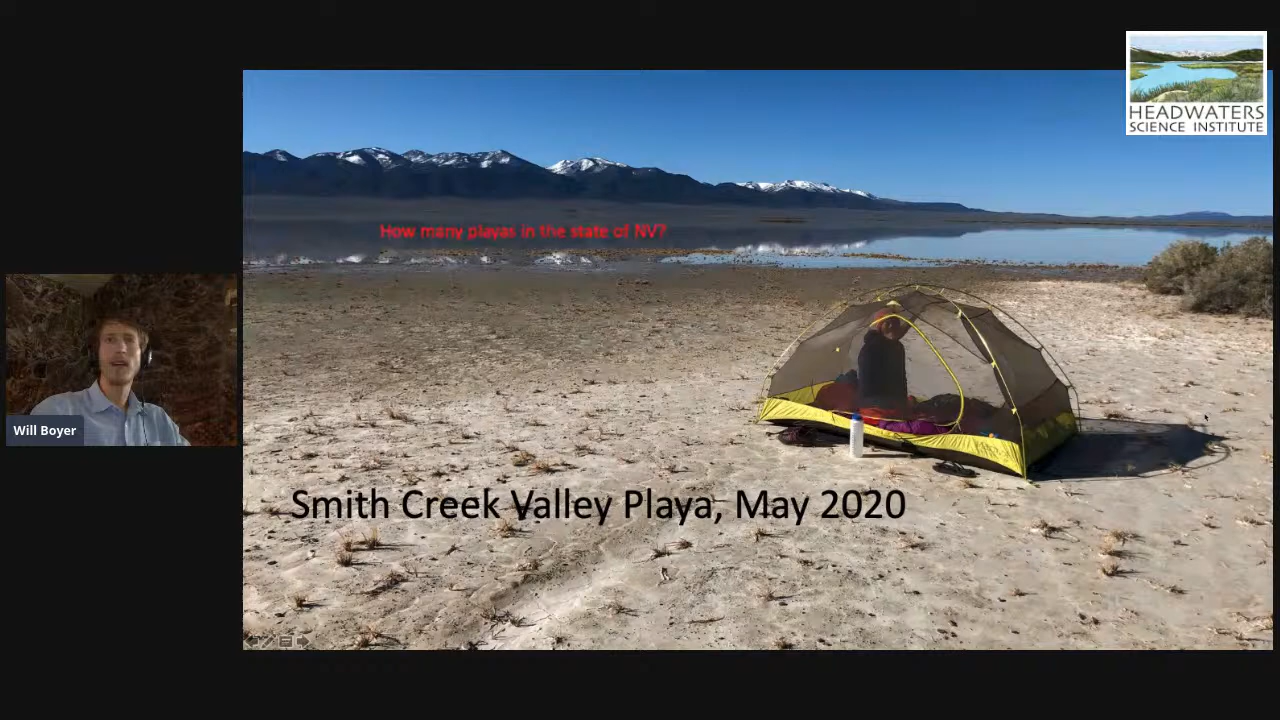 HEADWATERS
SCIENCE INSTITUTE
How many playas in the state of NV?
Will Boyer
Smith Creek Valley Playa, May 2020